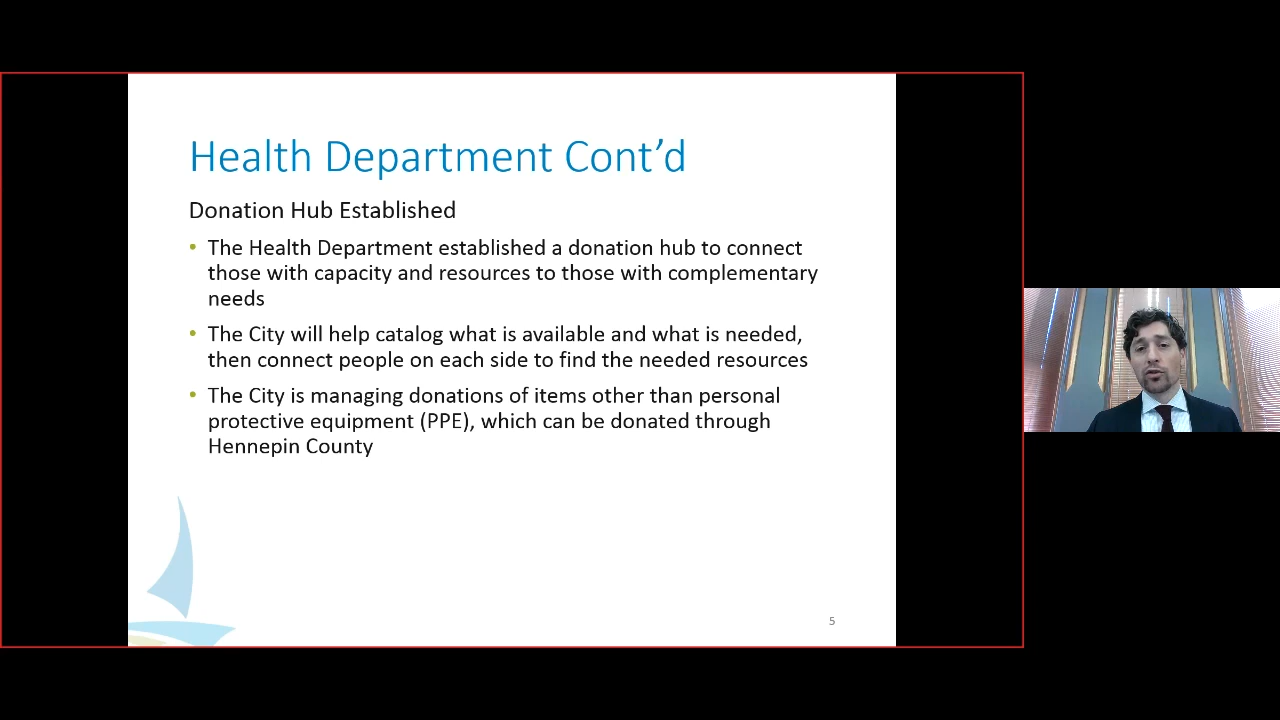 Health Department Cont’d
Donation Hub Established
• The Health Department established a donation hub to connect
those with capacity and resources to those with complementary
needs
• The City will help catalog what is available and what is needed,
then connect people on each side to find the needed resources
• The City is managing donations of items other than personal
protective equipment (PPE), which can be donated through
Hennepin County
5